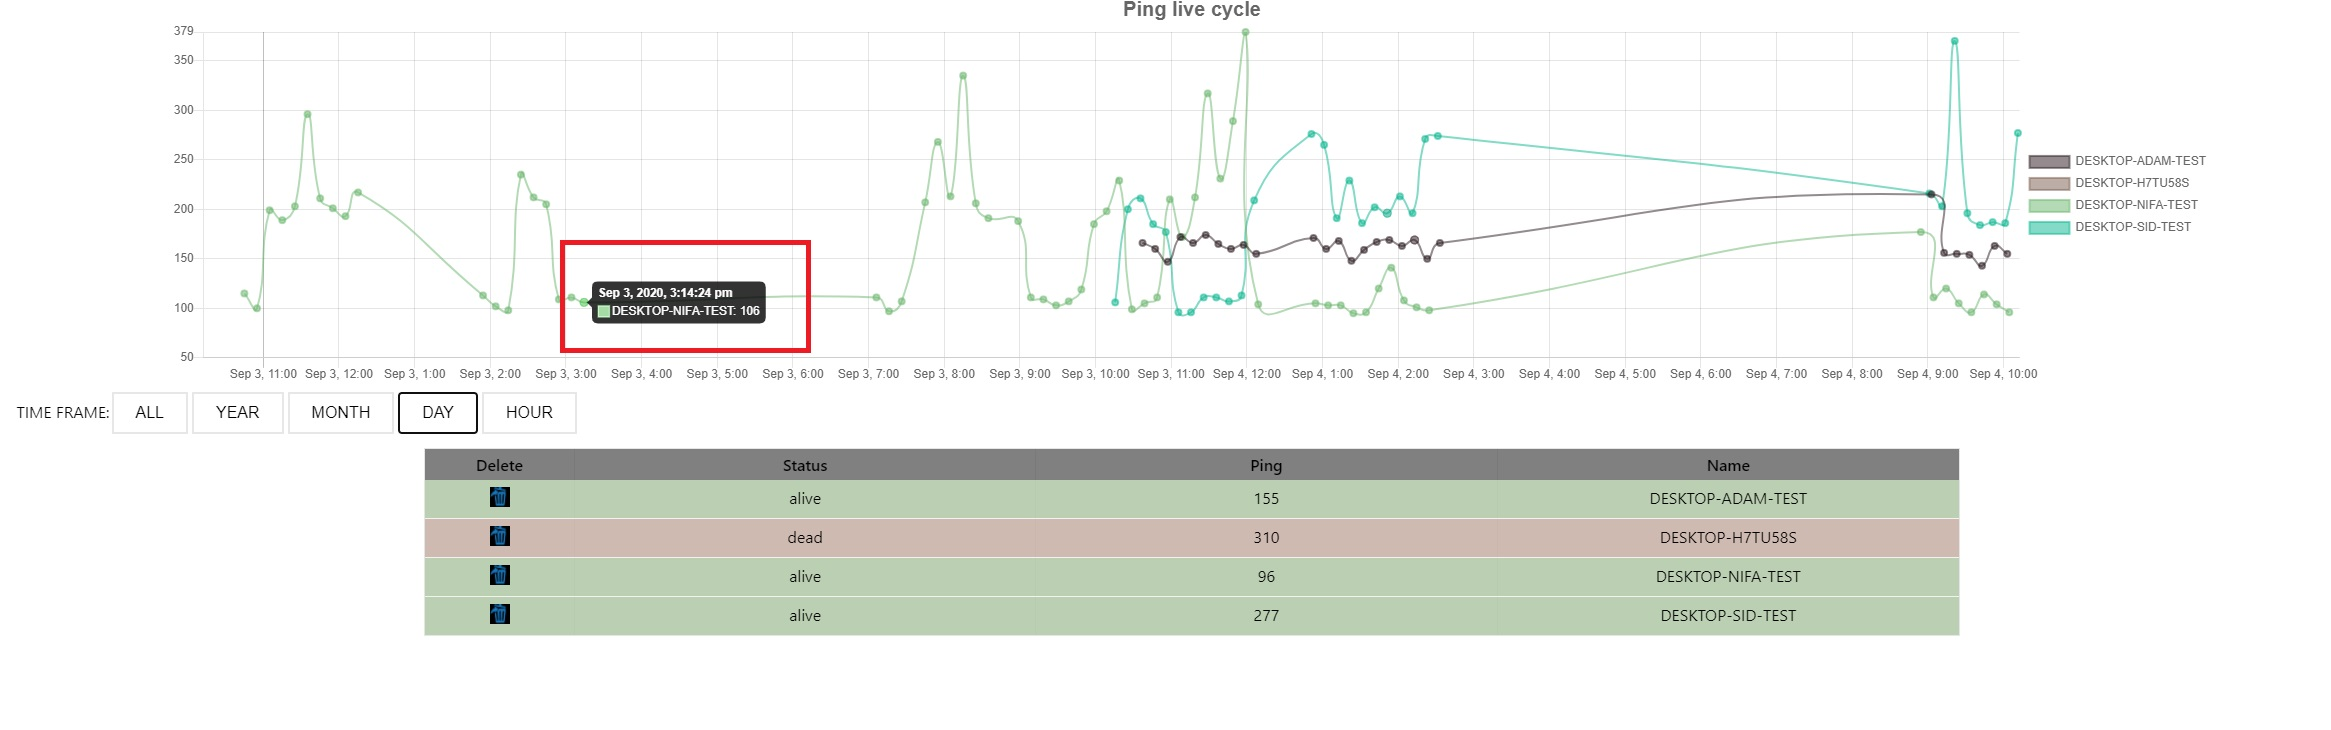 Ping live cycle
379
350
300
250
200
150
100
50
Sep 3, 2020, 3:14:24 pm
DESKTOP-NIFA-TEST: 106
DESKTOP-ADAM-TEST
DESKTOP-H7TU58S
DESKTOP-NIFA-TEST
DESKTOP-SID-TEST
Sep 3, 11:00 Sep 3, 12:00 Sep 3, 1:00 Sep 3, 2:00 Sep 3, 3:00 Sep 3, 4:00 Sep 3, 5:00 Sep 3, 6:00 Sep 3, 7:00 Sep 3, 8:00 Sep 3, 9:00 Sep 3, 10:00 Sep 3, 11:00 Sep 4, 12:00 Sep 4, 1:00 Sep 4, 2:00 Sep 4, 3:00 Sep 4, 4:00 Sep 4, 5:00 Sep 4, 6:00 Sep 4, 7:00 Sep 4, 8:00 Sep 4, 9:00 Sep 4, 10:00
TIME FRAME: ALL YEAR MONTH DAY HOUR
Delete Status Ping Name
alive 155 DESKTOP-ADAM-TEST
dead 310 DESKTOP-H7TU58S
alive 96 DESKTOP-NIFA-TEST
alive 277 DESKTOP-SID-TEST